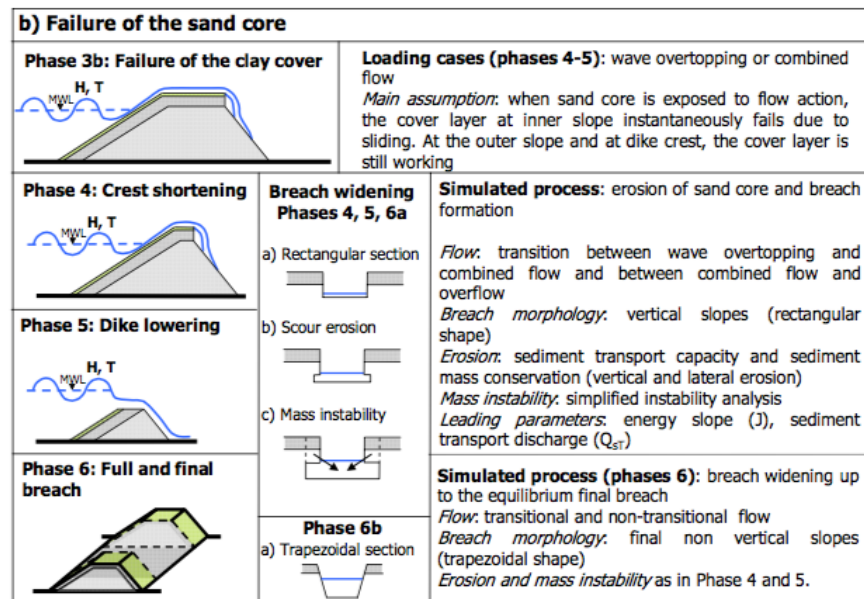 b) Failure of the sand core
Phase 3b: Failure of the clay cover
H, T
MWL
Loading cases (phases 4-5): wave overtopping or combined
flow
Main assumption: when sand core is exposed to flow action,
the cover layer at inner slope instantaneously fails due to
sliding. At the outer slope and at dike crest, the cover layer is
still working
Phase 4: Crest shortening
H, T
MWL
Phase 5: Dike lowering
H, T
MWL
Phase 6: Full and final
breach
Breach widening
Phases 4, 5, 6a
a) Rectangular section
b) Scour erosion
c) Mass instability
Phase 6b
a) Trapezoidal section
Simulated process: erosion of sand core and breach
formation
Flow: transition between wave overtopping and
combined flow and between combined flow and
overflow
Breach morphology: vertical slopes (rectangular
shape)
Erosion: sediment transport capacity and sediment
mass conservation (vertical and lateral erosion)
Mass instability: simplified instability analysis
Leading parameters: energy slope (J), sediment
transport discharge (QsT)
Simulated process (phases 6): breach widening up
to the equilibrium final breach
Flow: transitional and non-transitional flow
Breach morphology: final non vertical slopes
(trapezoidal shape)
Erosion and mass instability as in Phase 4 and 5.